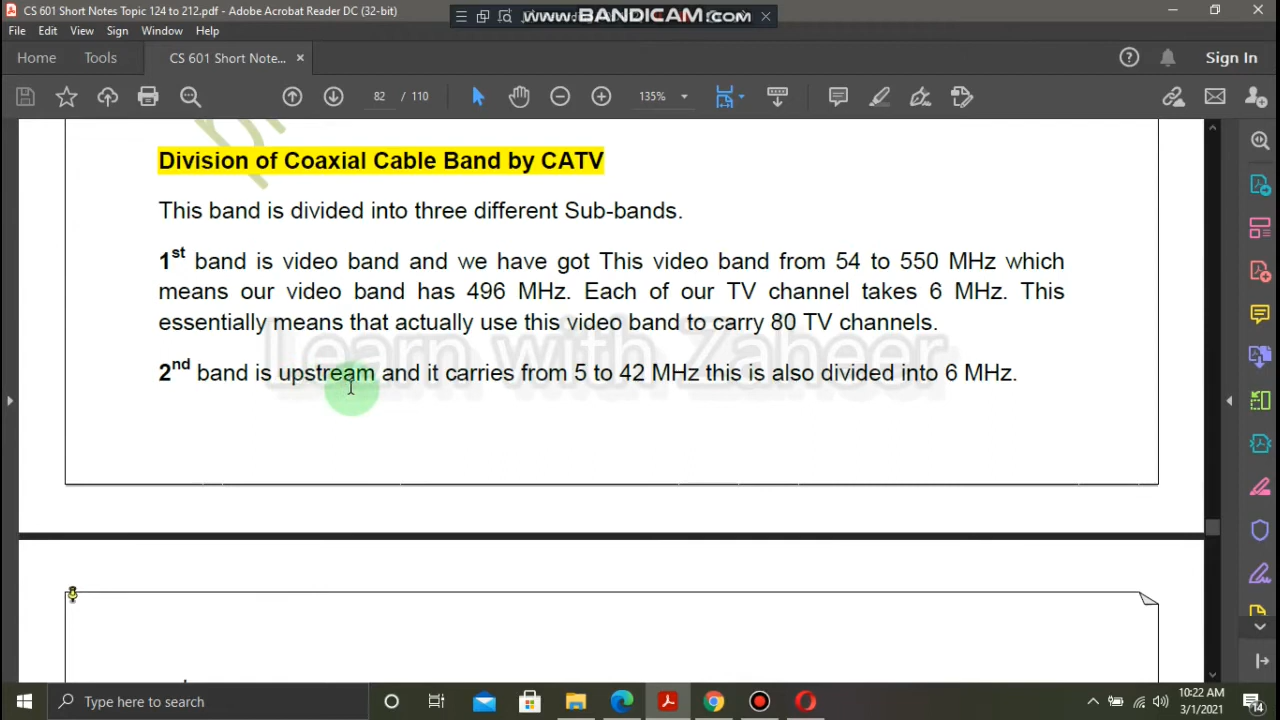 CS 601 Short Notes Topic 124 to 212.pdf - Adobe Acrobat Reader DC (32-bit)
www.BANDICAM.com
File Edit View Sign Window Help
Home Tools CS 601 Short Note... × Sign In
82 / 110 135%
Division of Coaxial Cable Band by CATV
This band is divided into three different Sub-bands.
1st band is video band and we have got This video band from 54 to 550 MHz which
means our video band has 496 MHz. Each of our TV channel takes 6 MHz. This
essentially means that actually use this video band to carry 80 TV channels.
Learn with Zaheer
2nd band is upstream and it carries from 5 to 42 MHz this is also divided into 6 MHz.
Type here to search
10:22 AM
3/1/2021
14